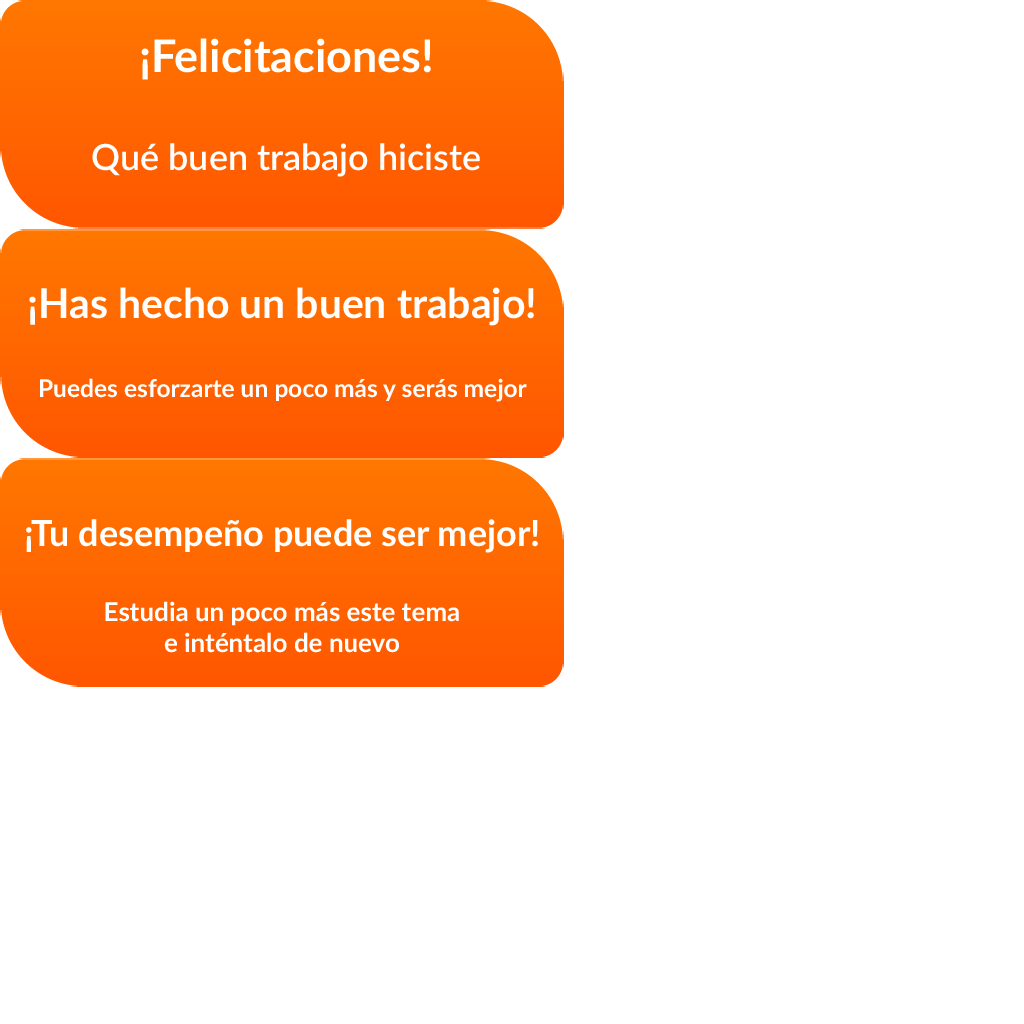 ¡Felicitaciones!
Qué buen trabajo hiciste
¡Has hecho un buen trabajo!
Puedes esforzarte un poco más y serás mejor
¡Tu desempeño puede ser mejor!
Estudia un poco más este tema
e inténtalo de nuevo